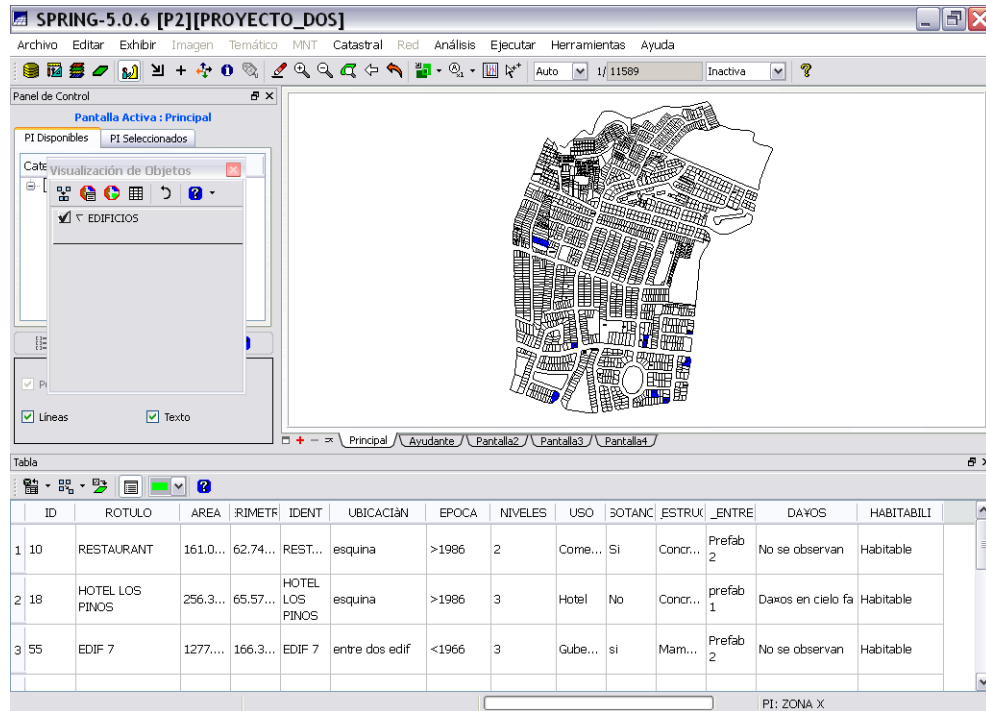 SPRING-5.0.6 [P2][PROYECTO_DOS]
Archivo Editar Exhibir Imagen Temático MNT Catastral Red Análisis Ejecutar Herramientas Ayuda
Auto 1/ 11589 Inactiva
Panel de Control
Pantalla Activa : Principal
PI Disponibles PI Seleccionados
Cate
Visualización de Objetos
EDIFICIOS
Líneas Texto
Principal Ayudante Pantalla2 Pantalla3 Pantalla4
Tabla
ID ROTULO AREA RIMETR IDENT UBICACIàN EPOCA NIVELES USO SOTANC _ESTRUC _ENTRE DA¥OS HABITABILI
1 10 RESTAURANT 161.0... 62.74... REST... esquina >1986 2 Come... Si Concr... Prefab 2 No se observan Habitable
2 18 HOTEL LOS PINOS 256.3... 65.57... HOTEL LOS PINOS esquina >1986 3 Hotel No Concr... prefab 1 Da¤os en cielo fa Habitable
3 55 EDIF 7 1277.... 166.3... EDIF 7 entre dos edif <1966 3 Gube... si Mam... Prefab 2 No se observan Habitable
PI: ZONA X